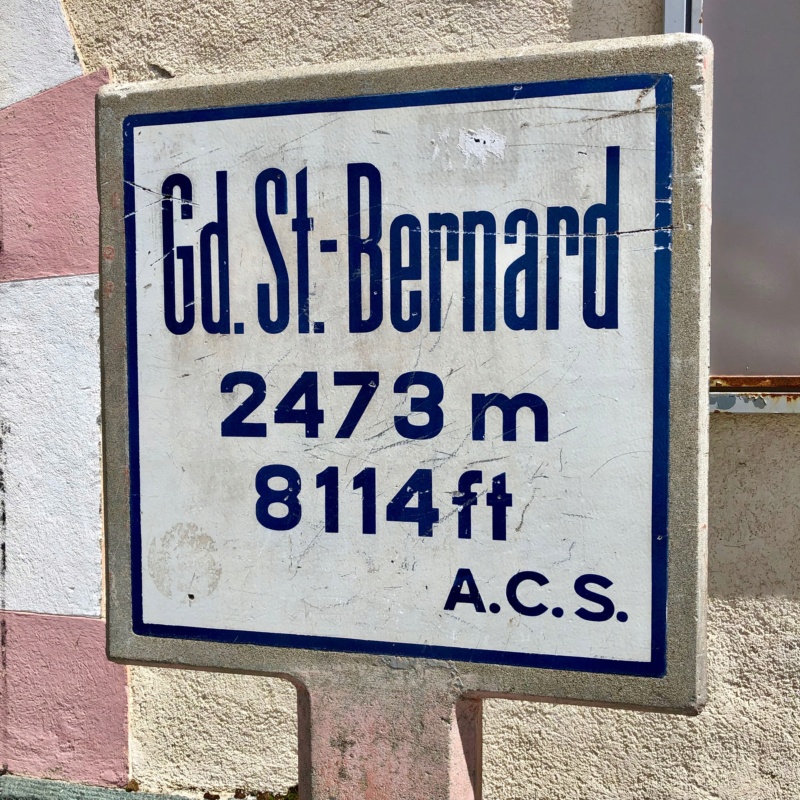 Gd. St.-Bernard
2473 m
8114 ft
A.C.S.